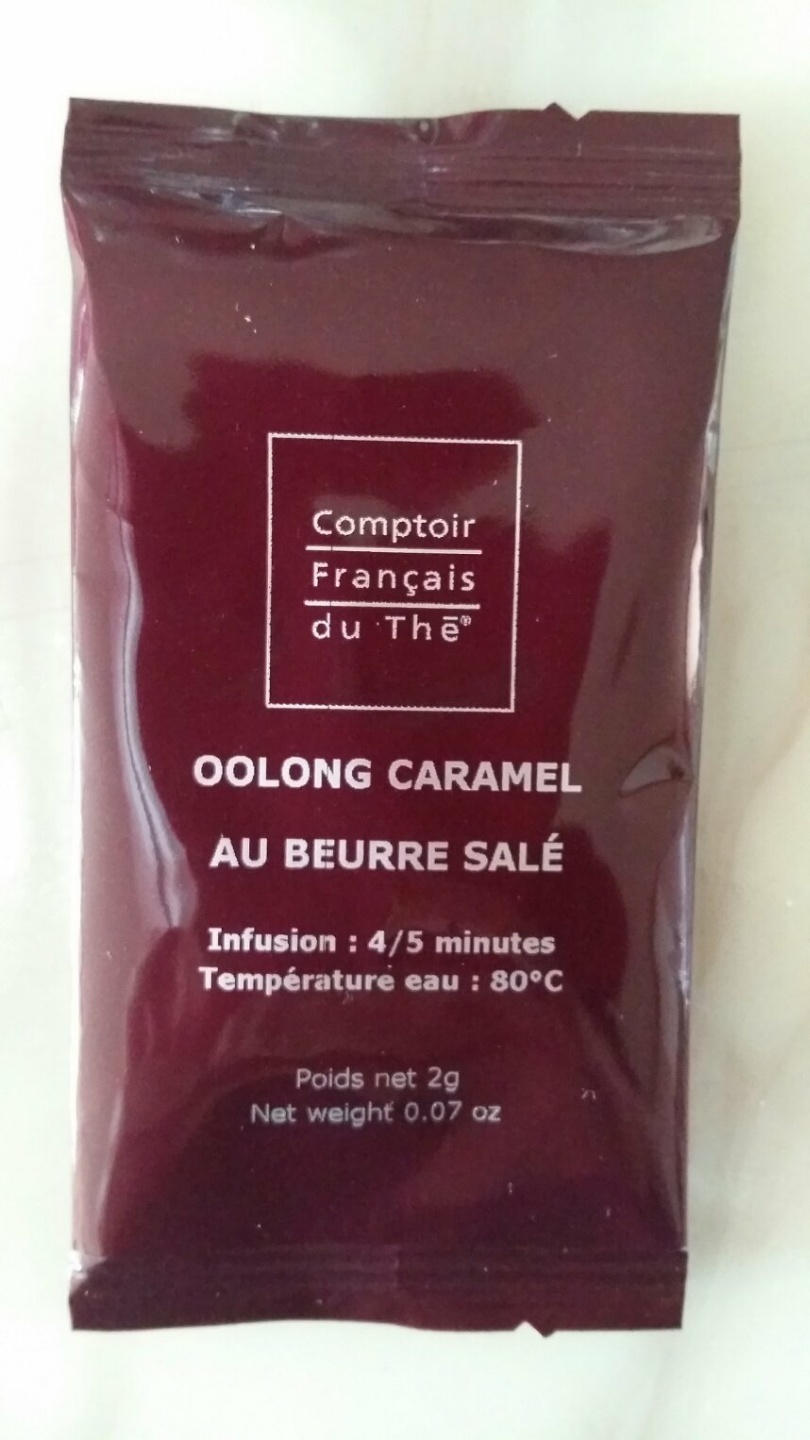 Comptoir
Français
du Thē®
OOLONG CARAMEL
AU BEURRE SALÉ
Infusion : 4/5 minutes
Température eau : 80°C
Poids net 2g
Net weight 0.07 oz